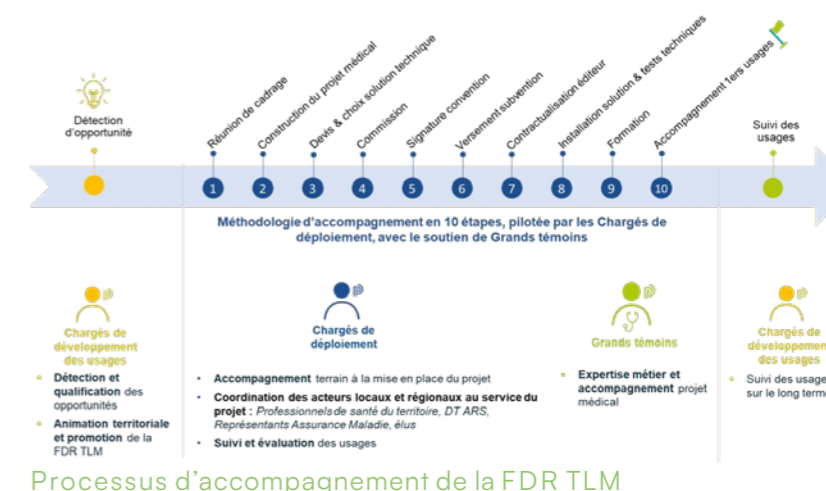 Détection
d'opportunité
Réunion de cadrage
Construction du projet médical
Devis & choix solution technique
Commission
Signature convention
Versement subvention
Contractualisation éditeur
Installation solution & tests techniques
Formation
Accompagnement 1ers usages
Suivi des
usages
1 2 3 4 5 6 7 8 9 10
Méthodologie d'accompagnement en 10 étapes, pilotée par les Chargés de
déploiement, avec le soutien de Grands témoins
Chargés de
développement
des usages
• Détection et
qualification des
opportunités
• Animation territoriale
et promotion de la
FDR TLM
Chargés de
déploiement
• Accompagnement terrain à la mise en place du projet
• Coordination des acteurs locaux et régionaux au service du
projet : Professionnels de santé du territoire, DT ARS,
Représentants Assurance Maladie, élus
• Suivi et évaluation des usages
Grands témoins
• Expertise métier et
accompagnement projet
médical
Chargés de
développemen
des usages
• Suivi des usage
sur le long term
Processus d'accompagnement de la FDR TLM